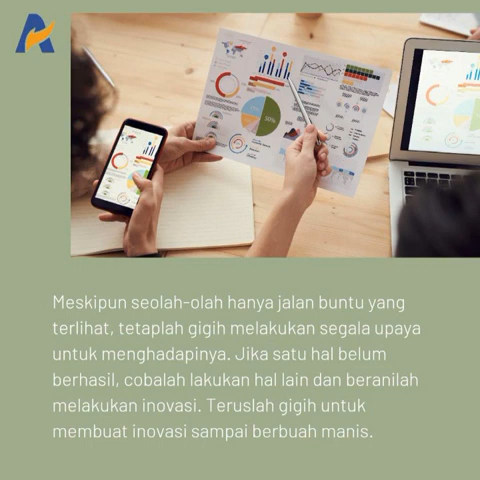 50%
Meskipun seolah-olah hanya jalan buntu yang
terlihat, tetaplah gigih melakukan segala upaya
untuk menghadapinya. Jika satu hal belum
berhasil, cobalah lakukan hal lain dan beranilah
melakukan inovasi. Teruslah gigih untuk
membuat inovasi sampai berbuah manis.